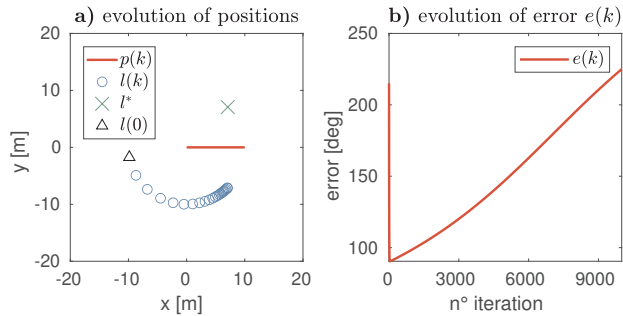 a) evolution of positions
20
10
0
-10
-20
y [m]
p(k)
l(k)
l*
l(0)
-20 -10 0 10 20
x [m]
b) evolution of error e(k)
250
200
150
100
error [deg]
e(k)
0 3000 6000 9000
n° iteration